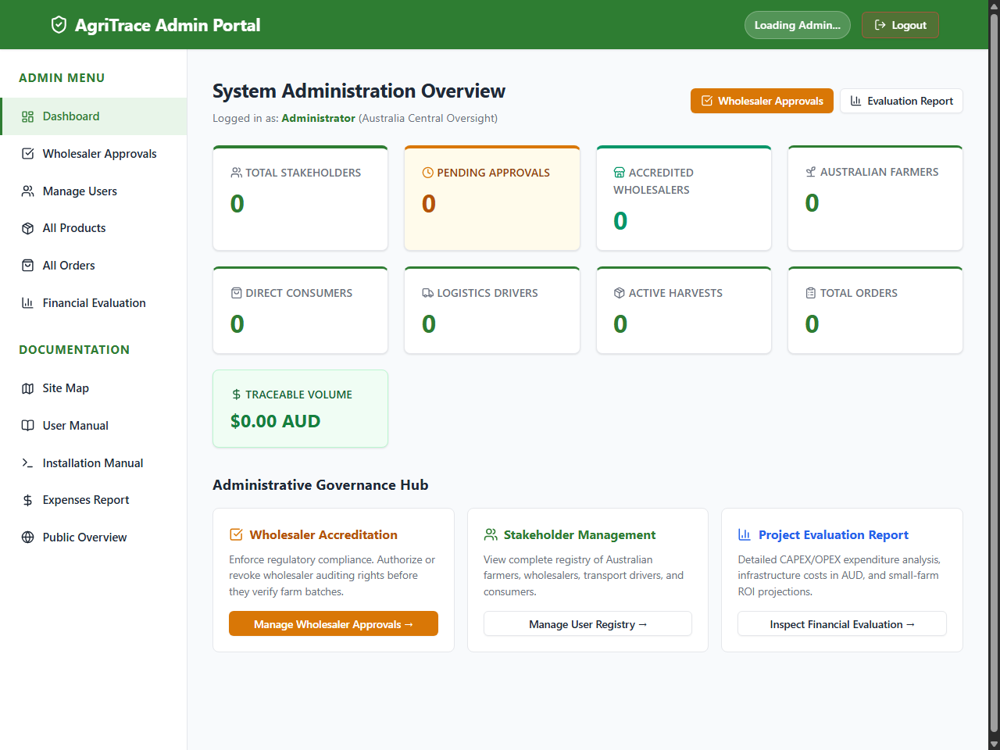 AgriTrace Admin Portal
Loading Admin...
Logout
ADMIN MENU
Dashboard
Wholesaler Approvals
Manage Users
All Products
All Orders
Financial Evaluation
DOCUMENTATION
Site Map
User Manual
Installation Manual
Expenses Report
Public Overview
System Administration Overview
Logged in as: Administrator (Australia Central Oversight)
Wholesaler Approvals
Evaluation Report
TOTAL STAKEHOLDERS
0
PENDING APPROVALS
0
ACCREDITED
WHOLESALERS
0
AUSTRALIAN FARMERS
0
DIRECT CONSUMERS
0
LOGISTICS DRIVERS
0
ACTIVE HARVESTS
0
TOTAL ORDERS
0
TRACEABLE VOLUME
$0.00 AUD
Administrative Governance Hub
Wholesaler Accreditation
Enforce regulatory compliance. Authorize or
revoke wholesaler auditing rights before
they verify farm batches.
Manage Wholesaler Approvals →
Stakeholder Management
View complete registry of Australian
farmers, wholesalers, transport drivers, and
consumers.
Manage User Registry →
Project Evaluation Report
Detailed CAPEX/OPEX expenditure analysis,
infrastructure costs in AUD, and small-farm
ROI projections.
Inspect Financial Evaluation →